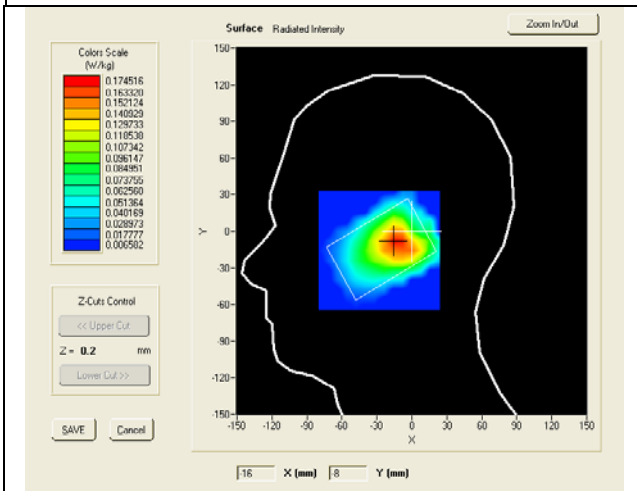 Surface Radiated Intensity
Zoom In/Out
Colors Scale
(W/kg)
0.174516
0.163320
0.152124
0.140929
0.129733
0.118538
0.107342
0.096147
0.084951
0.073755
0.062560
0.051364
0.040169
0.028973
0.017777
0.006582
150
120
90
60
30
0
-30
-60
-90
-120
-150
Y
-150 -120 -90 -60 -30 0 30 60 90 120 150
X
Z-Cuts Control
<< Upper Cut
Z = 0.2 mm
Lower Cut >>
SAVE Cancel
-16 X (mm) -8 Y (mm)